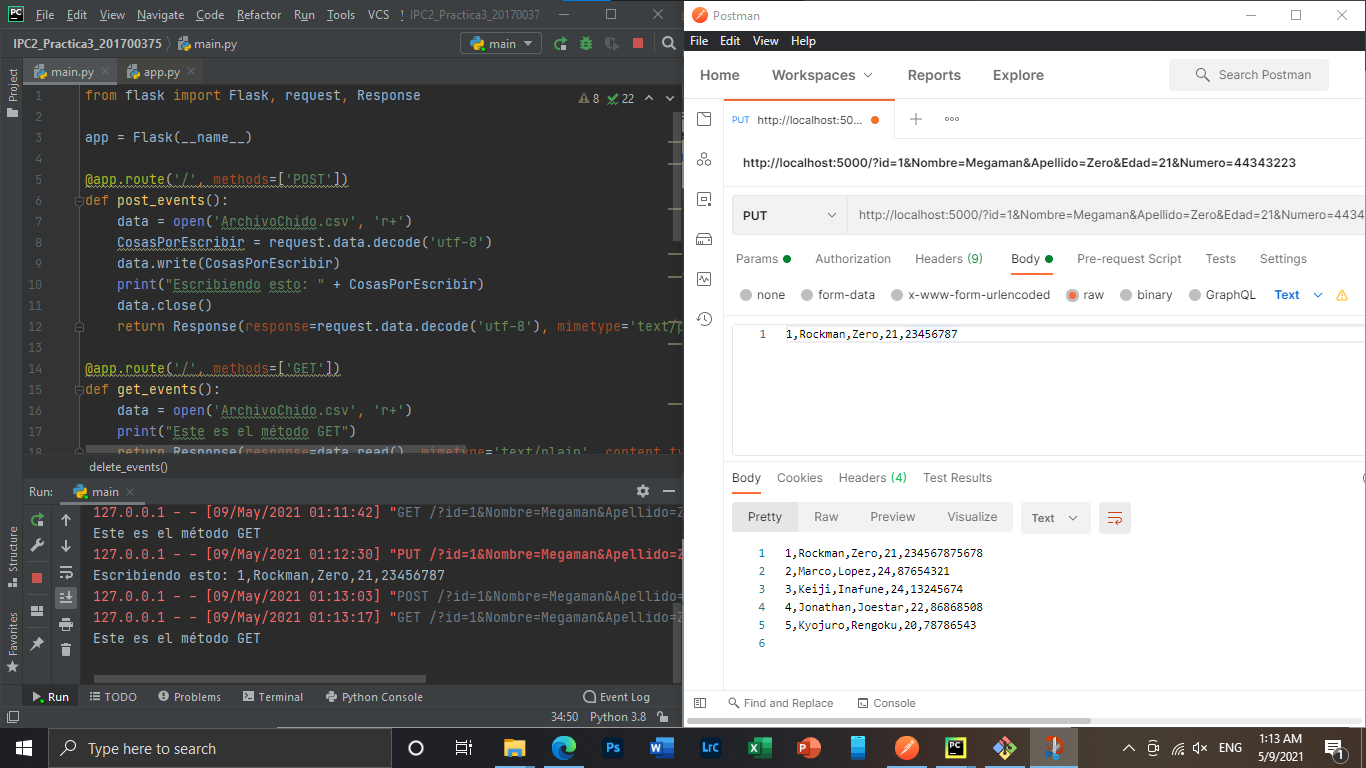 File Edit View Navigate Code Refactor Run Tools VCS IPC2_Practica3_20170037
IPC2_Practica3_201700375 main.py main
main.py app.py
Project
8 22
1 from flask import Flask, request, Response
2
3 app = Flask(__name__)
4
5 @app.route('/', methods=['POST'])
6 def post_events():
7 data = open('ArchivoChido.csv', 'r+')
8 CosasPorEscribir = request.data.decode('utf-8')
9 data.write(CosasPorEscribir)
10 print("Escribiendo esto: " + CosasPorEscribir)
11 data.close()
12 return Response(response=request.data.decode('utf-8'), mimetype='text/p
13
14 @app.route('/', methods=['GET'])
15 def get_events():
16 data = open('ArchivoChido.csv', 'r+')
17 print("Este es el método GET")
18 return Response(response=data.read(), mimetype='text/plain', content_ty
delete_events()
Run: main
127.0.0.1 - - [09/May/2021 01:11:42] "GET /?id=1&Nombre=Megaman&Apellido=Z
Este es el método GET
127.0.0.1 - - [09/May/2021 01:12:30] "PUT /?id=1&Nombre=Megaman&Apellido=Z
Escribiendo esto: 1,Rockman,Zero,21,23456787
127.0.0.1 - - [09/May/2021 01:13:03] "POST /?id=1&Nombre=Megaman&Apellido=
127.0.0.1 - - [09/May/2021 01:13:17] "GET /?id=1&Nombre=Megaman&Apellido=Z
Este es el método GET
Structure
Favorites
Run TODO Problems Terminal Python Console Event Log
34:50 Python 3.8
Postman
File Edit View Help
Home Workspaces Reports Explore Search Postman
PUT http://localhost:50...
http://localhost:5000/?id=1&Nombre=Megaman&Apellido=Zero&Edad=21&Numero=44343223
PUT http://localhost:5000/?id=1&Nombre=Megaman&Apellido=Zero&Edad=21&Numero=4434
Params Authorization Headers (9) Body Pre-request Script Tests Settings
none form-data x-www-form-urlencoded raw binary GraphQL Text
1 1,Rockman,Zero,21,23456787
Body Cookies Headers (4) Test Results
Pretty Raw Preview Visualize Text
1 1,Rockman,Zero,21,234567875678
2 2,Marco,Lopez,24,87654321
3 3,Keiji,Inafune,24,13245674
4 4,Jonathan,Joestar,22,86868508
5 5,Kyojuro,Rengoku,20,78786543
6
Find and Replace Console
Type here to search
ENG
1:13 AM
5/9/2021
1